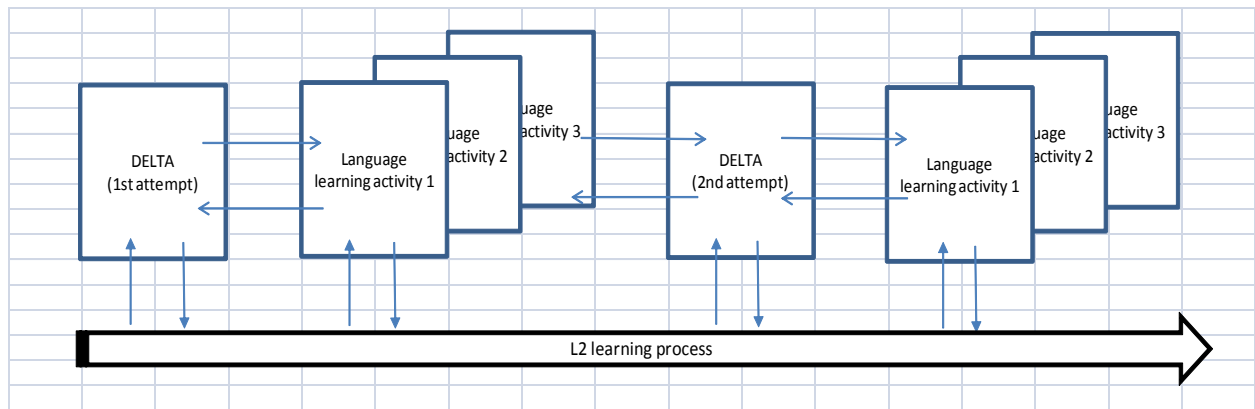 DELTA
(1st attempt)
Language
learning activity 1
uage
activity 2
uage
activity 3
DELTA
(2nd attempt)
Language
learning activity 1
uage
activity 2
uage
activity 3
L2 learning process